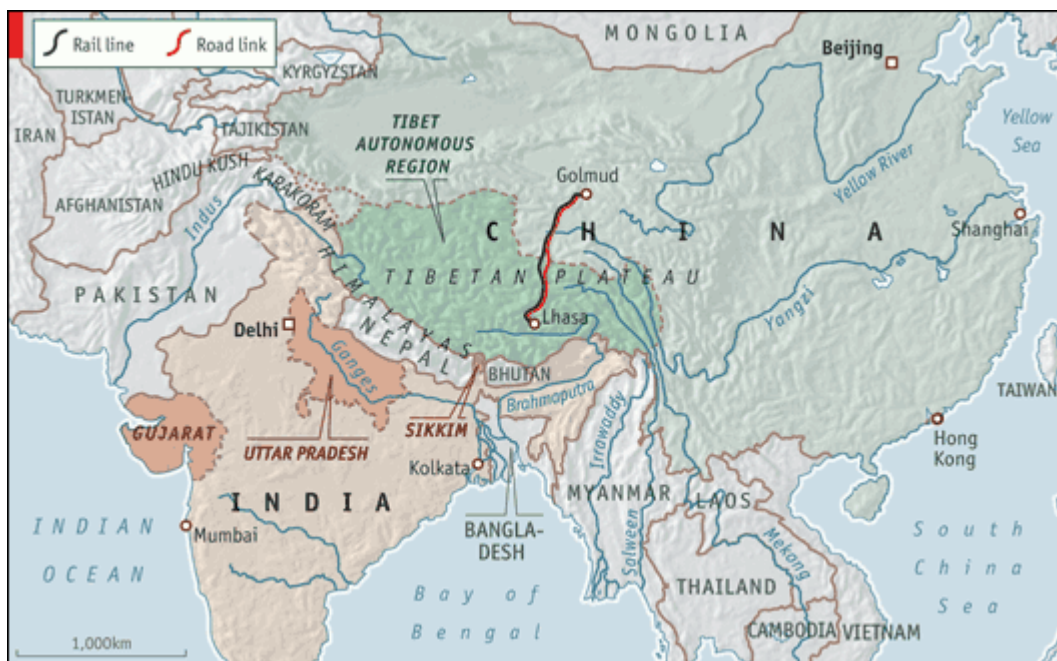 Rail line
Road link
MONGOLIA
Beijing
KYRGYZSTAN
TURKMEN-
ISTAN
TAJIKISTAN
IRAN
Yellow
Sea
TIBET
AUTONOMOUS
REGION
HINDU KUSH
KARAKORAM
AFGHANISTAN
Golmud
Yellow River
Indus
CHINA
Shanghai
HIMALAYAS
TIBETAN PLATEAU
PAKISTAN
Yangzi
Lhasa
Delhi
NEPAL
Ganges
BHUTAN
Brahmaputra
TAIWAN
GUJARAT
UTTAR PRADESH
SIKKIM
Irrawaddy
Hong
Kong
Kolkata
INDIA
MYANMAR
LAOS
INDIAN
OCEAN
Mumbai
BANGLA-
DESH
Salween
Mekong
South
China
Sea
THAILAND
Bay of
Bengal
CAMBODIA
VIETNAM
1,000km